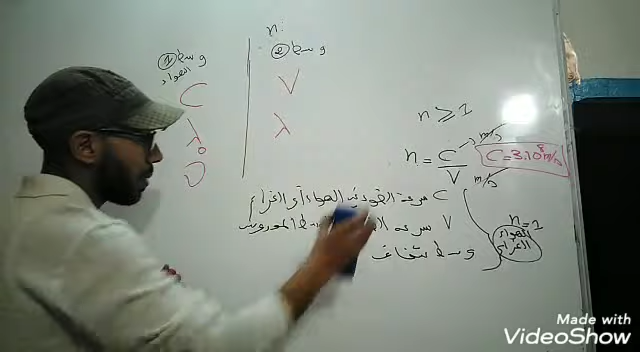 n:
وسط ②
V
λ
وسط ①
الهواء
C
λ₀
n ≥ 1
n = C/V
m/s
m/s
C = 3.10⁸ m/s
C سرعة الضوء في الهواء أو الفراغ
V سرعة المدروس
وسط شفاف
n = 1
الهواء
الفراغ
Made with
VideoShow